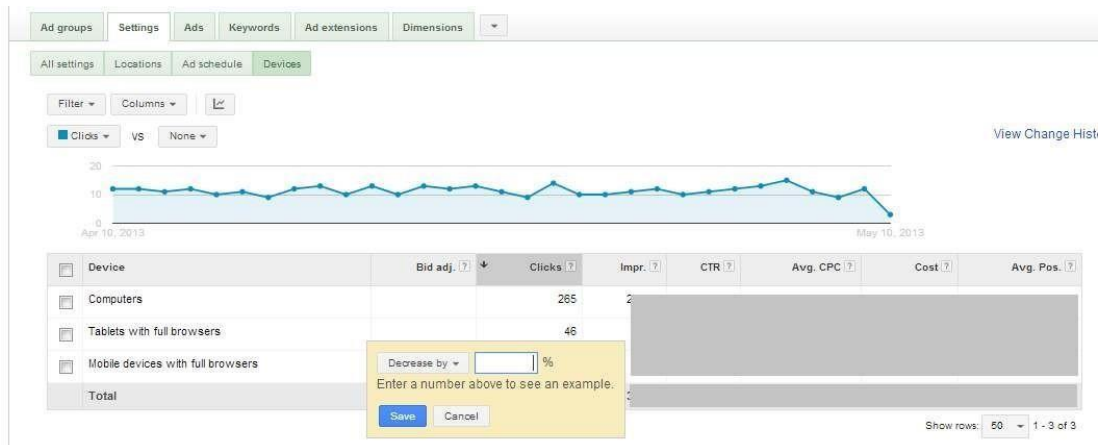 Ad groups Settings Ads Keywords Ad extensions Dimensions
All settings Locations Ad schedule Devices
Filter Columns
Clicks VS None
View Change Histo
20
10
0
Apr 10, 2013 May 10, 2013
Device Bid adj. ? Clicks ? Impr. ? CTR ? Avg. CPC ? Cost ? Avg. Pos. ?
Computers 265 2
Tablets with full browsers 46
Mobile devices with full browsers
Decrease by %
Enter a number above to see an example.
Total
Save Cancel
Show rows: 50 1 - 3 of 3